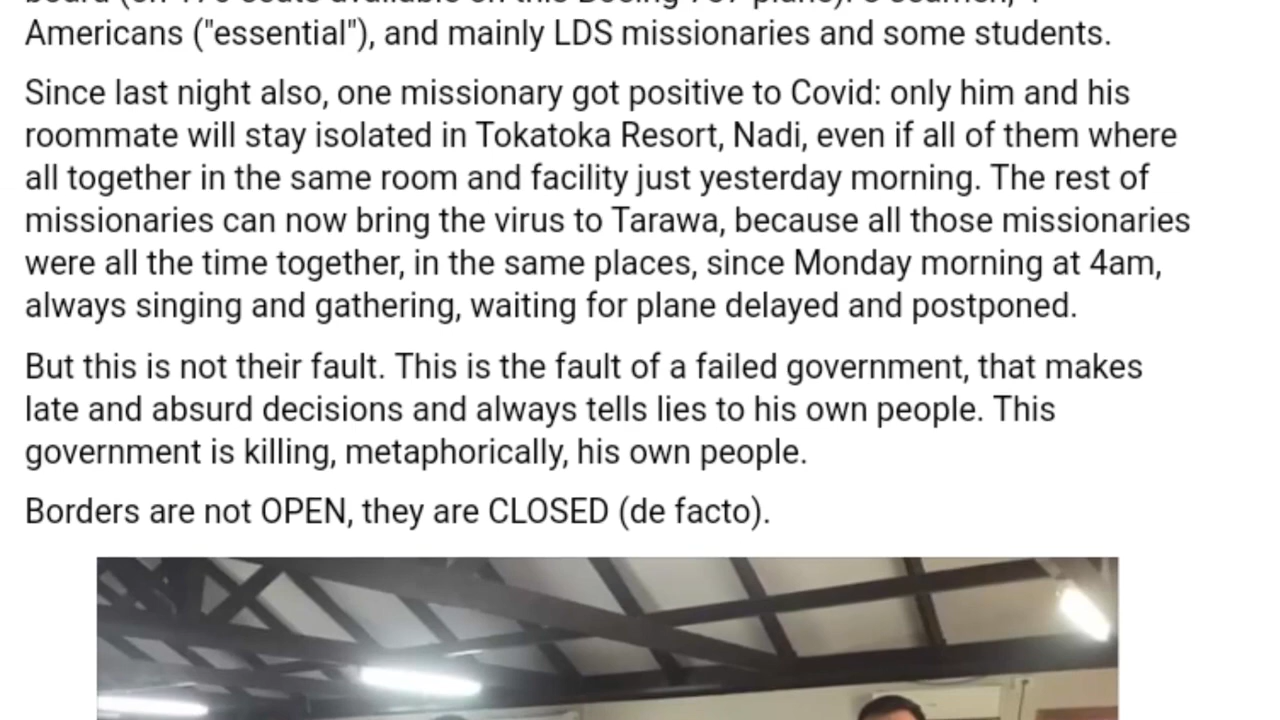 Americans ("essential"), and mainly LDS missionaries and some students.
Since last night also, one missionary got positive to Covid: only him and his
roommate will stay isolated in Tokatoka Resort, Nadi, even if all of them where
all together in the same room and facility just yesterday morning. The rest of
missionaries can now bring the virus to Tarawa, because all those missionaries
were all the time together, in the same places, since Monday morning at 4am,
always singing and gathering, waiting for plane delayed and postponed.
But this is not their fault. This is the fault of a failed government, that makes
late and absurd decisions and always tells lies to his own people. This
government is killing, metaphorically, his own people.
Borders are not OPEN, they are CLOSED (de facto).